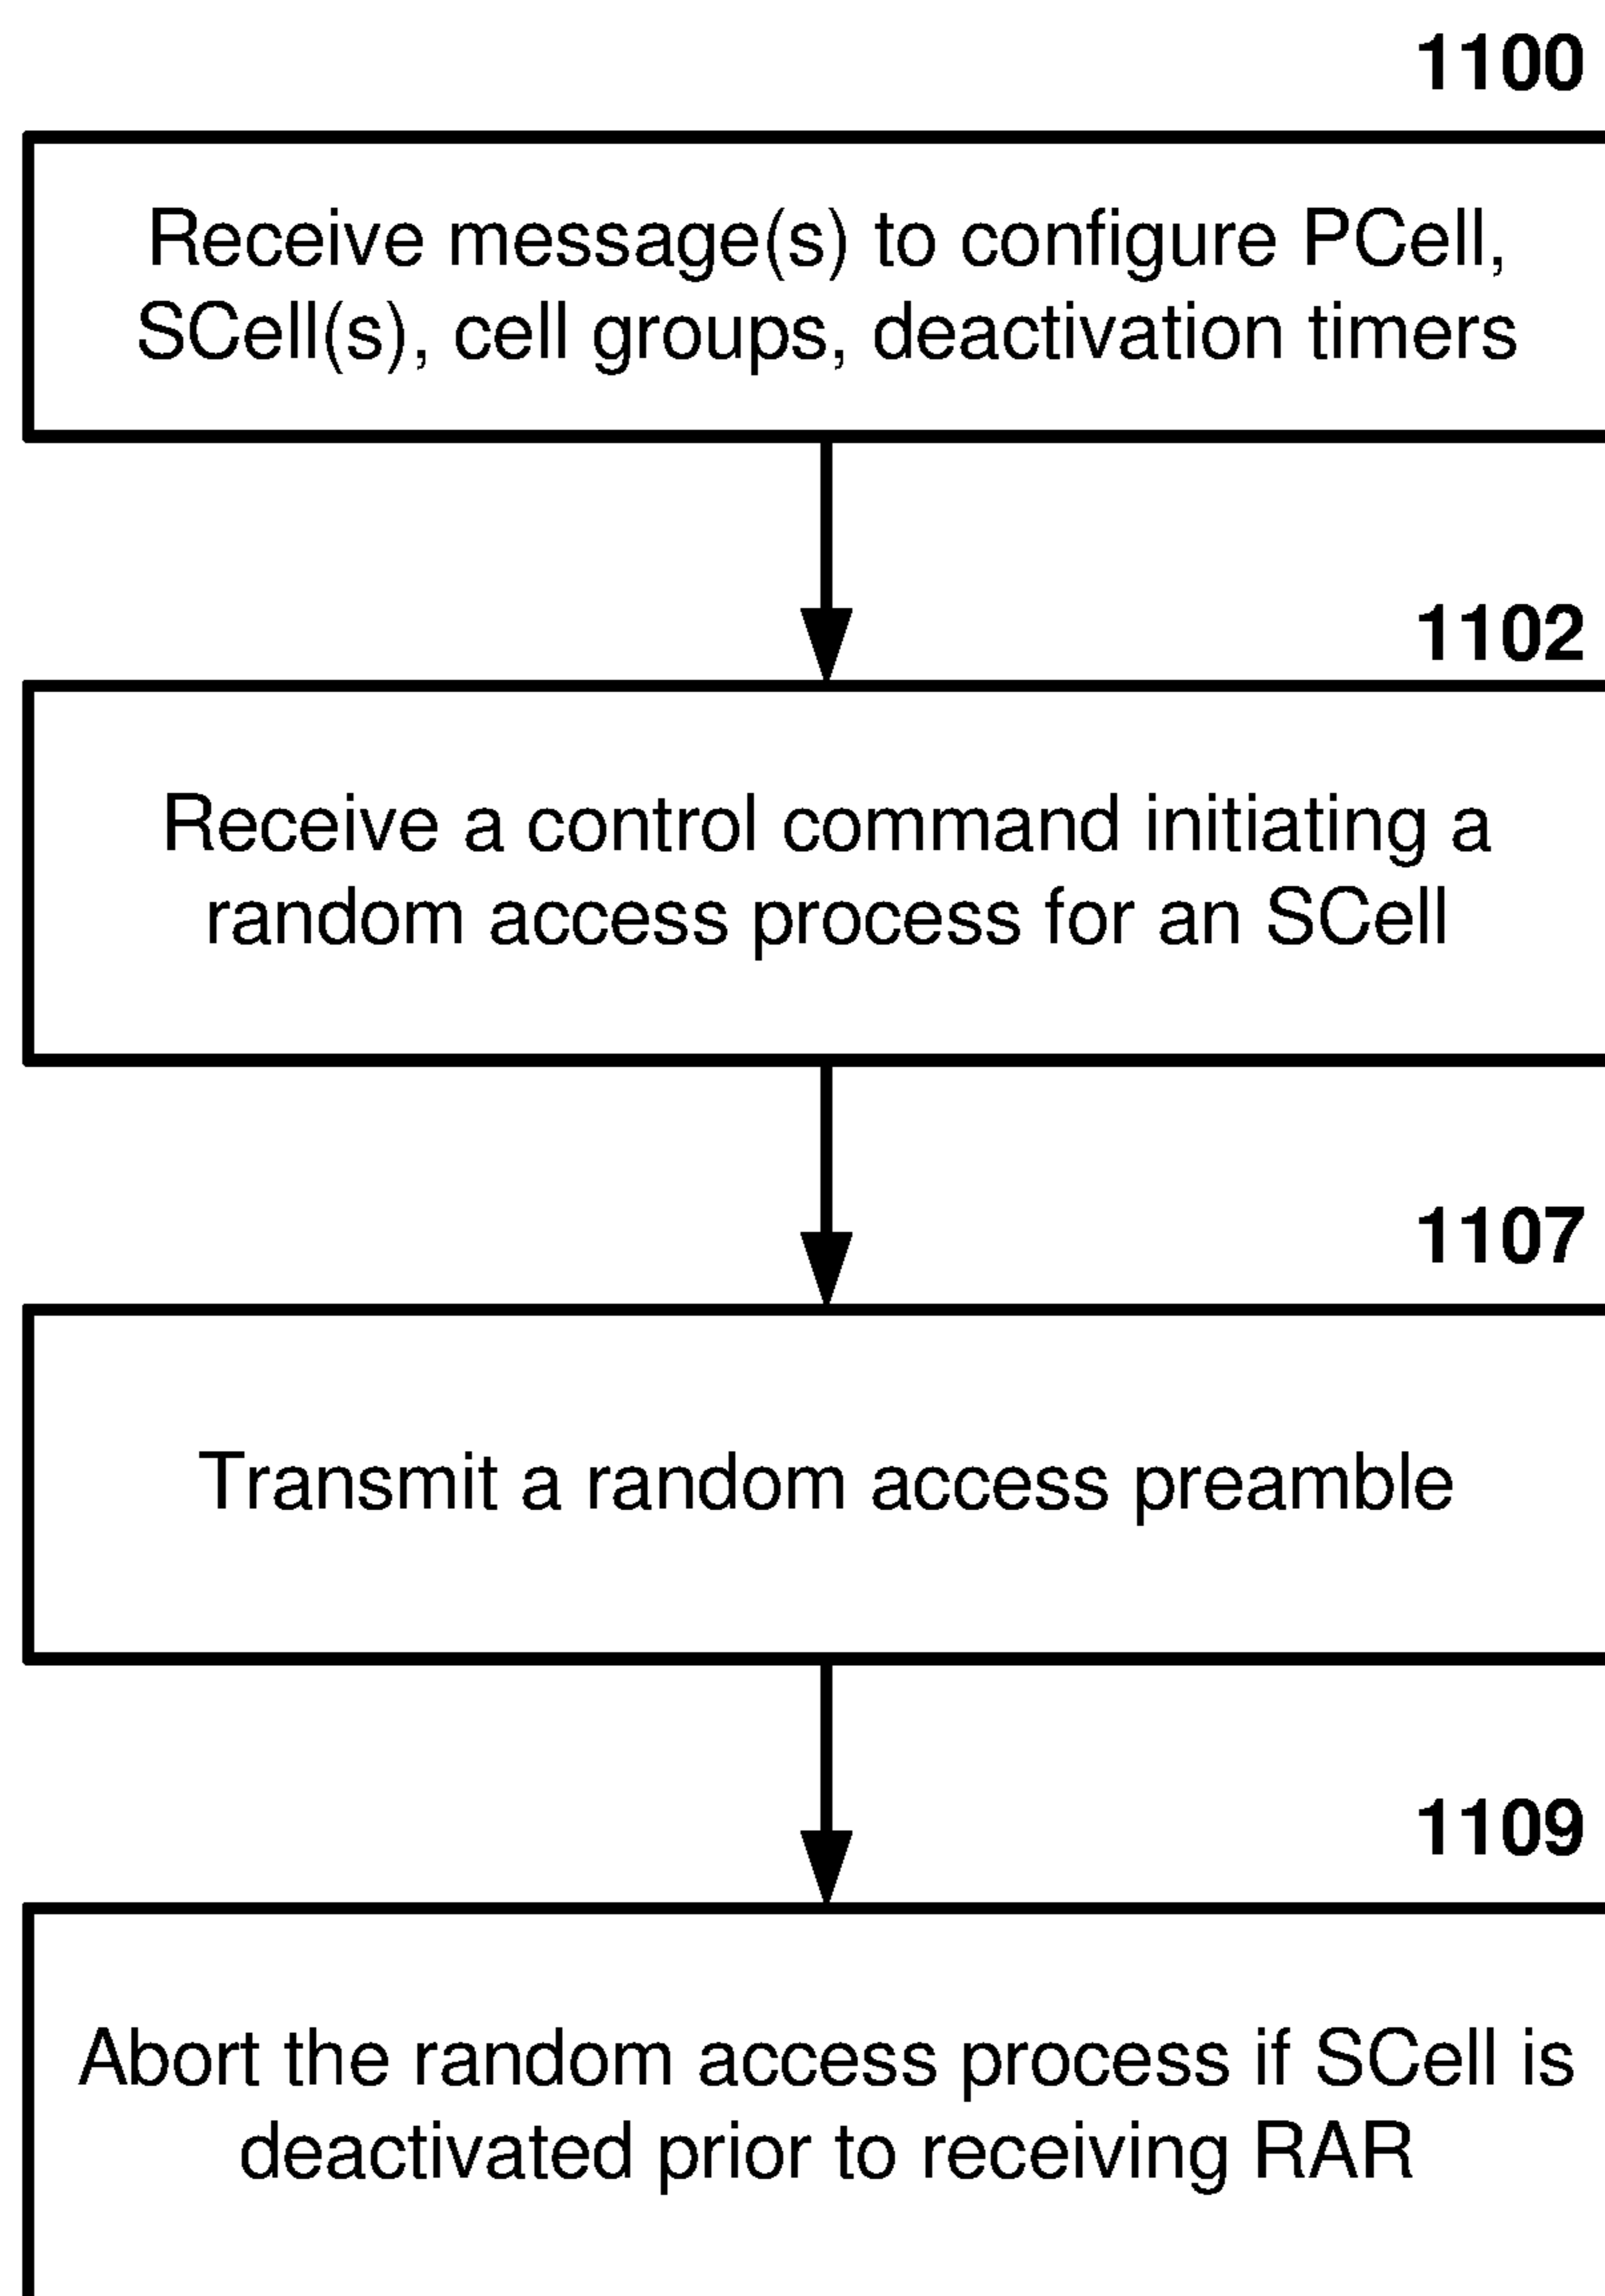 1100
Receive message(s) to configure PCell,
SCell(s), cell groups, deactivation timers
1102
Receive a control command initiating a
random access process for an SCell
1107
Transmit a random access preamble
1109
Abort the random access process if SCell is
deactivated prior to receiving RAR